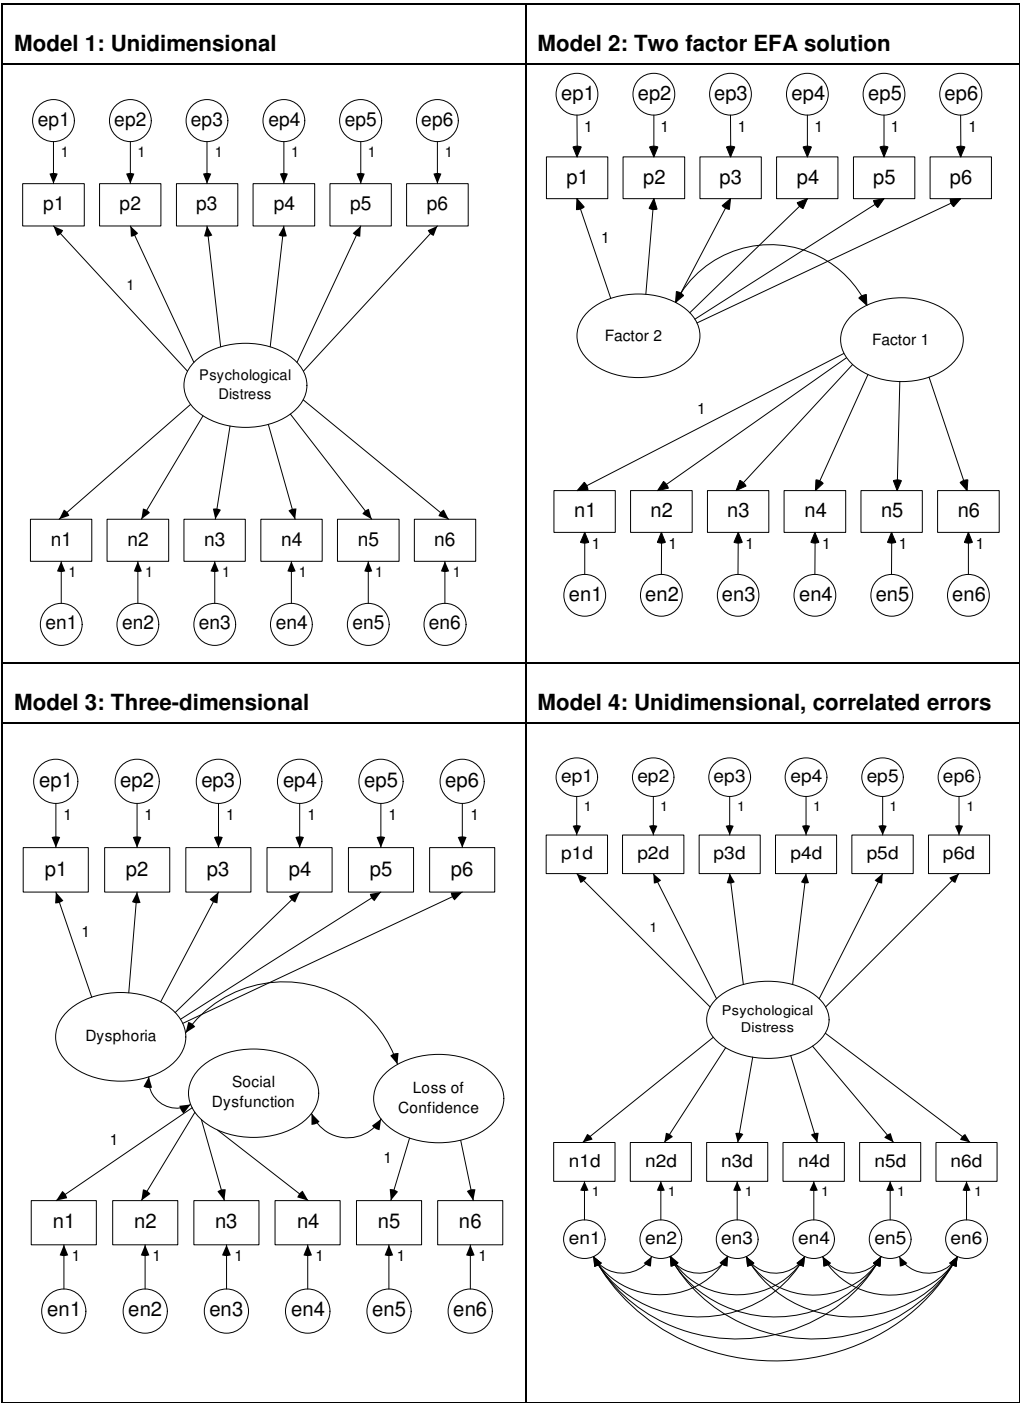 Model 1: Unidimensional
ep1 ep2 ep3 ep4 ep5 ep6
1 1 1 1 1 1
p1 p2 p3 p4 p5 p6
1
Psychological
Distress
n1 n2 n3 n4 n5 n6
1 1 1 1 1 1
en1 en2 en3 en4 en5 en6
Model 2: Two factor EFA solution
ep1 ep2 ep3 ep4 ep5 ep6
1 1 1 1 1 1
p1 p2 p3 p4 p5 p6
1
Factor 2
Factor 1
1
n1 n2 n3 n4 n5 n6
1 1 1 1 1 1
en1 en2 en3 en4 en5 en6
Model 3: Three-dimensional
ep1 ep2 ep3 ep4 ep5 ep6
1 1 1 1 1 1
p1 p2 p3 p4 p5 p6
1
Dysphoria
Social
Dysfunction
Loss of
Confidence
1
1
n1 n2 n3 n4 n5 n6
1 1 1 1 1 1
en1 en2 en3 en4 en5 en6
Model 4: Unidimensional, correlated errors
ep1 ep2 ep3 ep4 ep5 ep6
1 1 1 1 1 1
p1d p2d p3d p4d p5d p6d
1
Psychological
Distress
n1d n2d n3d n4d n5d n6d
1 1 1 1 1 1
en1 en2 en3 en4 en5 en6